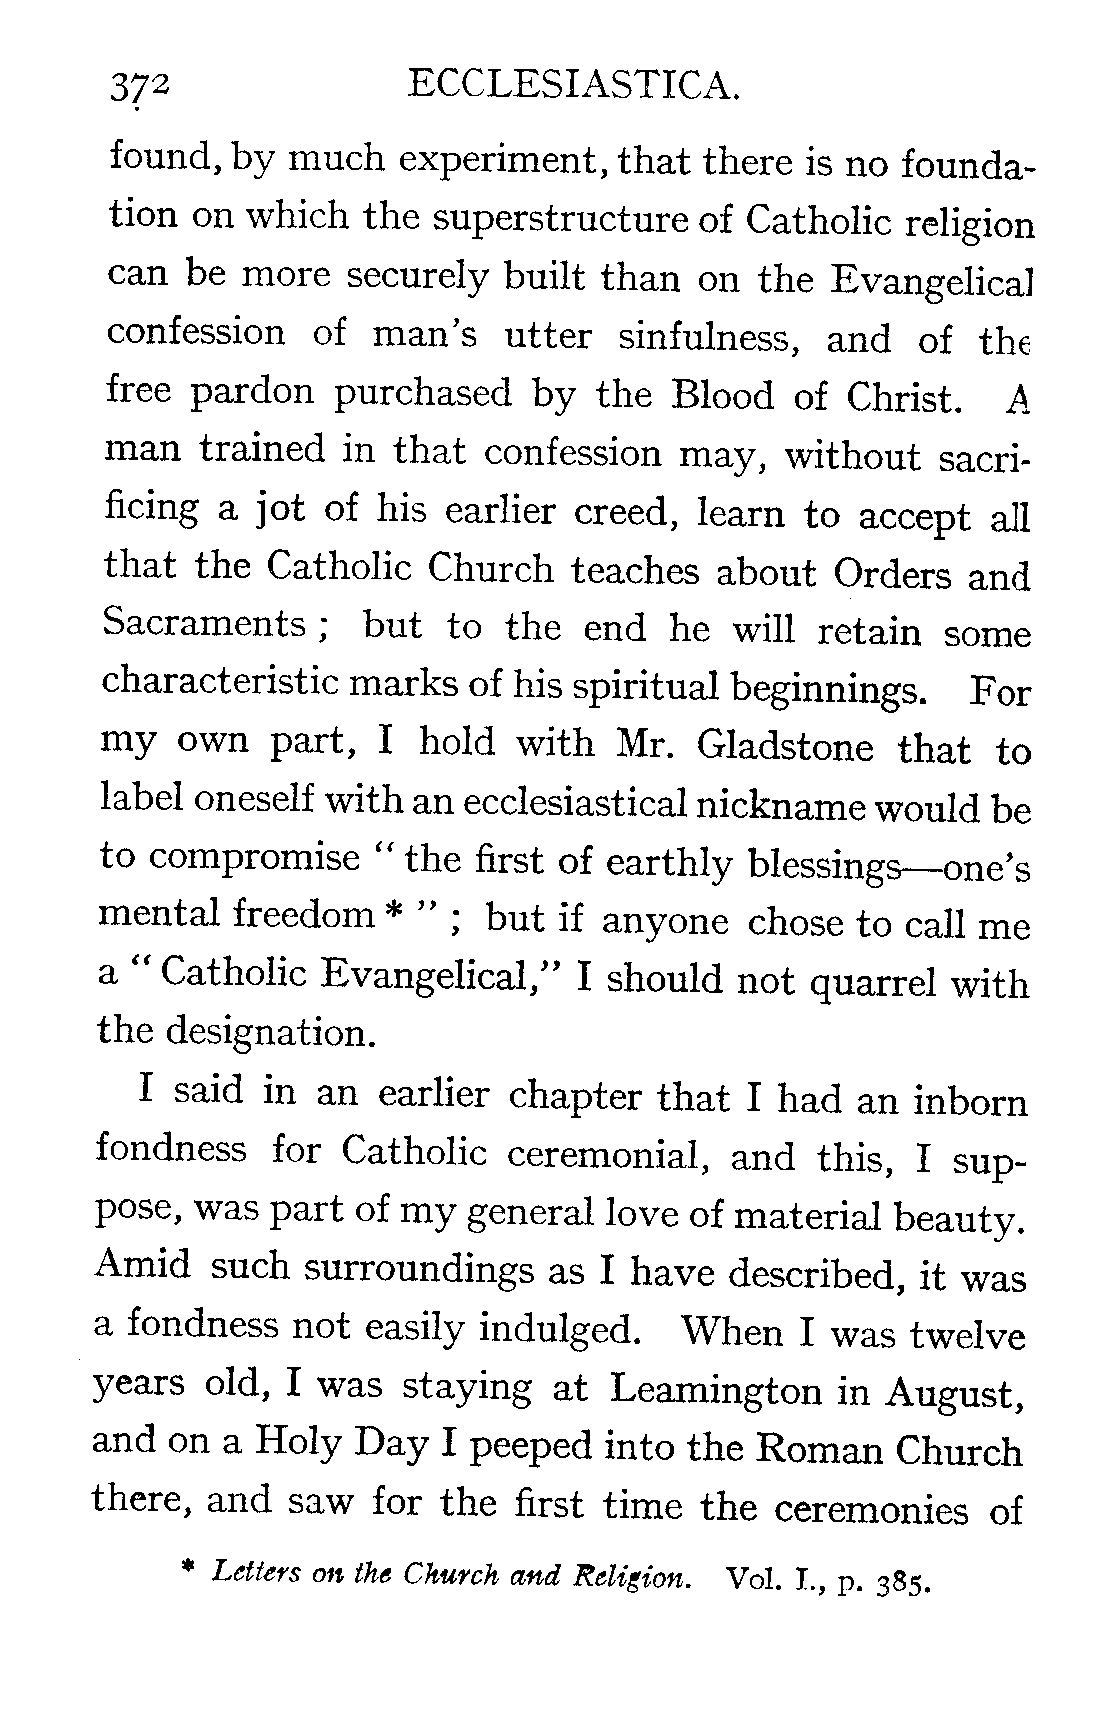 372 ECCLESIASTICA.
found, by much experiment, that there is no founda-
tion on which the superstructure of Catholic religion
can be more securely built than on the Evangelical
confession of man's utter sinfulness, and of the
free pardon purchased by the Blood of Christ. A
man trained in that confession may, without sacri-
ficing a jot of his earlier creed, learn to accept all
that the Catholic Church teaches about Orders and
Sacraments ; but to the end he will retain some
characteristic marks of his spiritual beginnings. For
my own part, I hold with Mr. Gladstone that to
label oneself with an ecclesiastical nickname would be
to compromise “ the first of earthly blessings—one's
mental freedom * ” ; but if anyone chose to call me
a “ Catholic Evangelical,” I should not quarrel with
the designation.
I said in an earlier chapter that I had an inborn
fondness for Catholic ceremonial, and this, I sup-
pose, was part of my general love of material beauty.
Amid such surroundings as I have described, it was
a fondness not easily indulged. When I was twelve
years old, I was staying at Leamington in August,
and on a Holy Day I peeped into the Roman Church
there, and saw for the first time the ceremonies of
* Letters on the Church and Religion. Vol. I., p. 385.